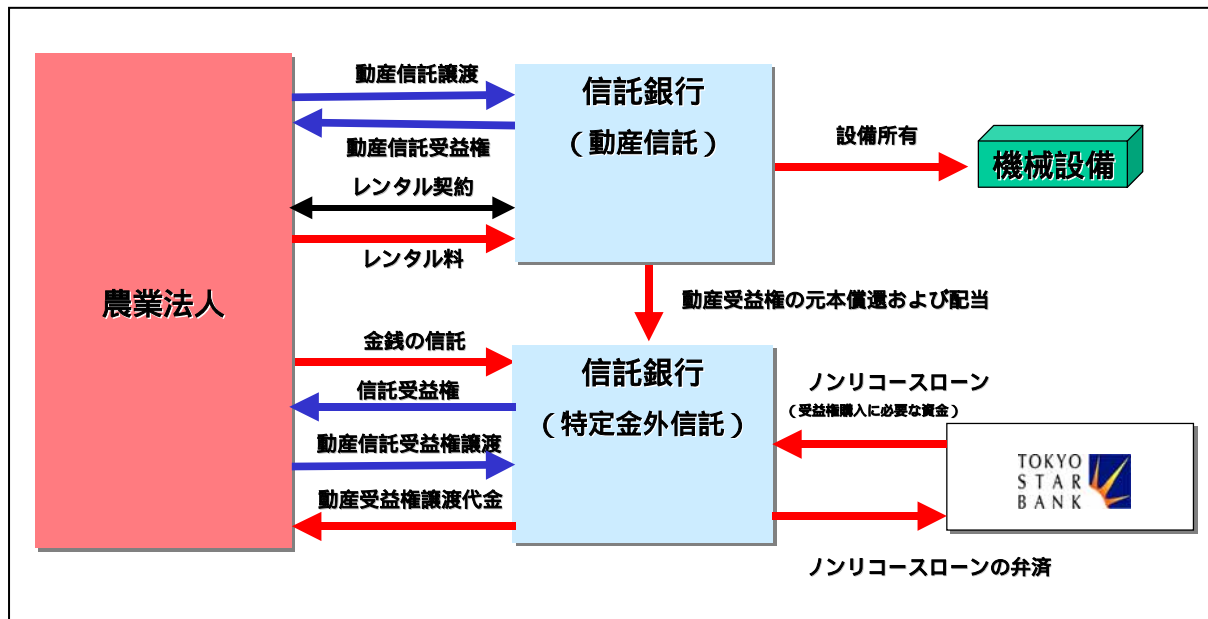 動産信託譲渡
動産信託受益権
レンタル契約
レンタル料
農業法人
金銭の信託
信託受益権
動産信託受益権譲渡
動産受益権譲渡代金
信託銀行
(動産信託)
設備所有
機械設備
動産受益権の元本償還および配当
信託銀行
(特定金外信託)
ノンリコースローン
(受益権購入に必要な資金)
TOKYO
STAR
BANK
ノンリコースローンの弁済